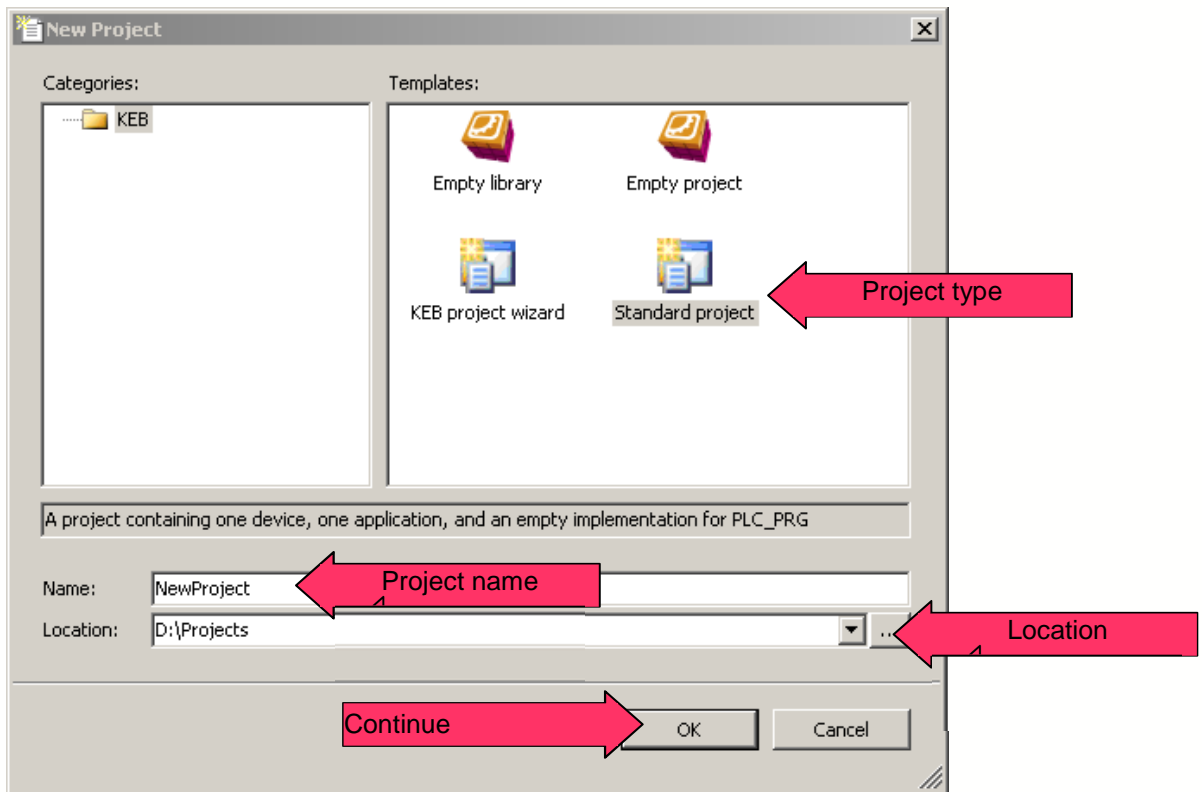 New Project
Categories:
Templates:
KEB
Empty library
Empty project
KEB project wizard
Standard project
Project type
A project containing one device, one application, and an empty implementation for PLC_PRG
Name:
NewProject
Project name
Location:
D:\Projects
...
Location
Continue
OK
Cancel